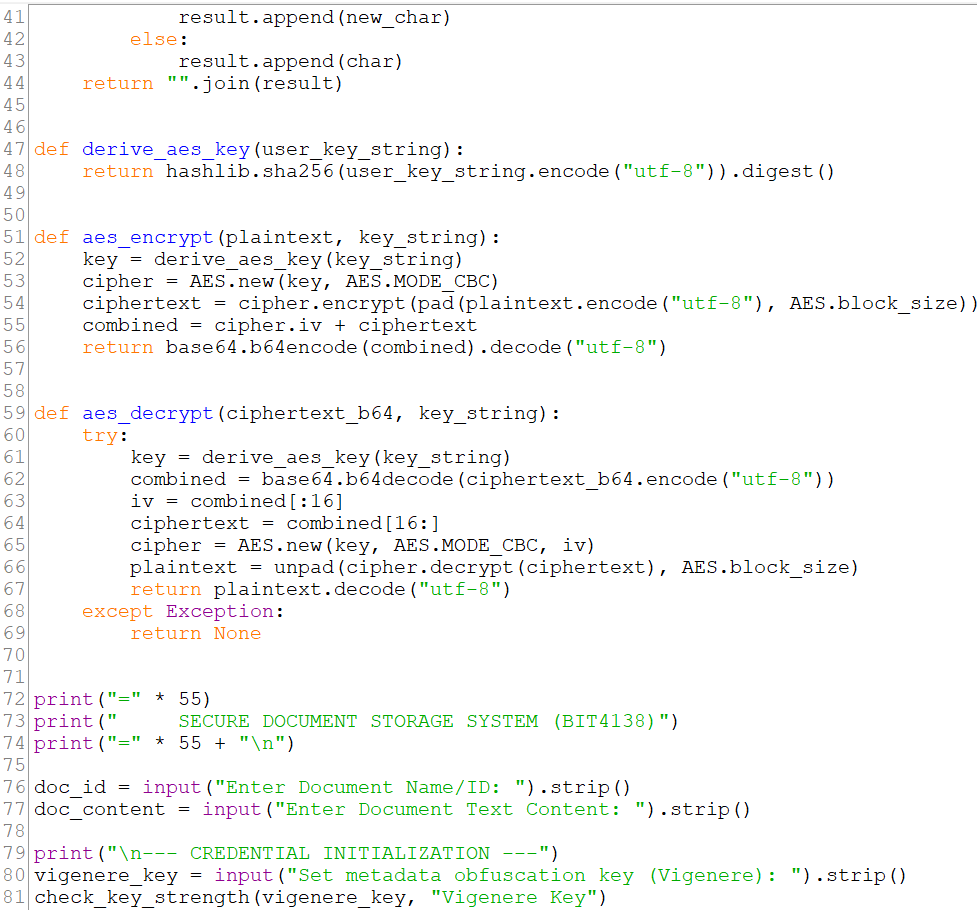 41             result.append(new_char)
42         else:
43             result.append(char)
44     return "".join(result)
45
46
47 def derive_aes_key(user_key_string):
48     return hashlib.sha256(user_key_string.encode("utf-8")).digest()
49
50
51 def aes_encrypt(plaintext, key_string):
52     key = derive_aes_key(key_string)
53     cipher = AES.new(key, AES.MODE_CBC)
54     ciphertext = cipher.encrypt(pad(plaintext.encode("utf-8"), AES.block_size))
55     combined = cipher.iv + ciphertext
56     return base64.b64encode(combined).decode("utf-8")
57
58
59 def aes_decrypt(ciphertext_b64, key_string):
60     try:
61         key = derive_aes_key(key_string)
62         combined = base64.b64decode(ciphertext_b64.encode("utf-8"))
63         iv = combined[:16]
64         ciphertext = combined[16:]
65         cipher = AES.new(key, AES.MODE_CBC, iv)
66         plaintext = unpad(cipher.decrypt(ciphertext), AES.block_size)
67         return plaintext.decode("utf-8")
68     except Exception:
69         return None
70
71
72 print("=" * 55)
73 print("     SECURE DOCUMENT STORAGE SYSTEM (BIT4138)")
74 print("=" * 55 + "\n")
75
76 doc_id = input("Enter Document Name/ID: ").strip()
77 doc_content = input("Enter Document Text Content: ").strip()
78
79 print("\n--- CREDENTIAL INITIALIZATION ---")
80 vigenere_key = input("Set metadata obfuscation key (Vigenere): ").strip()
81 check_key_strength(vigenere_key, "Vigenere Key")